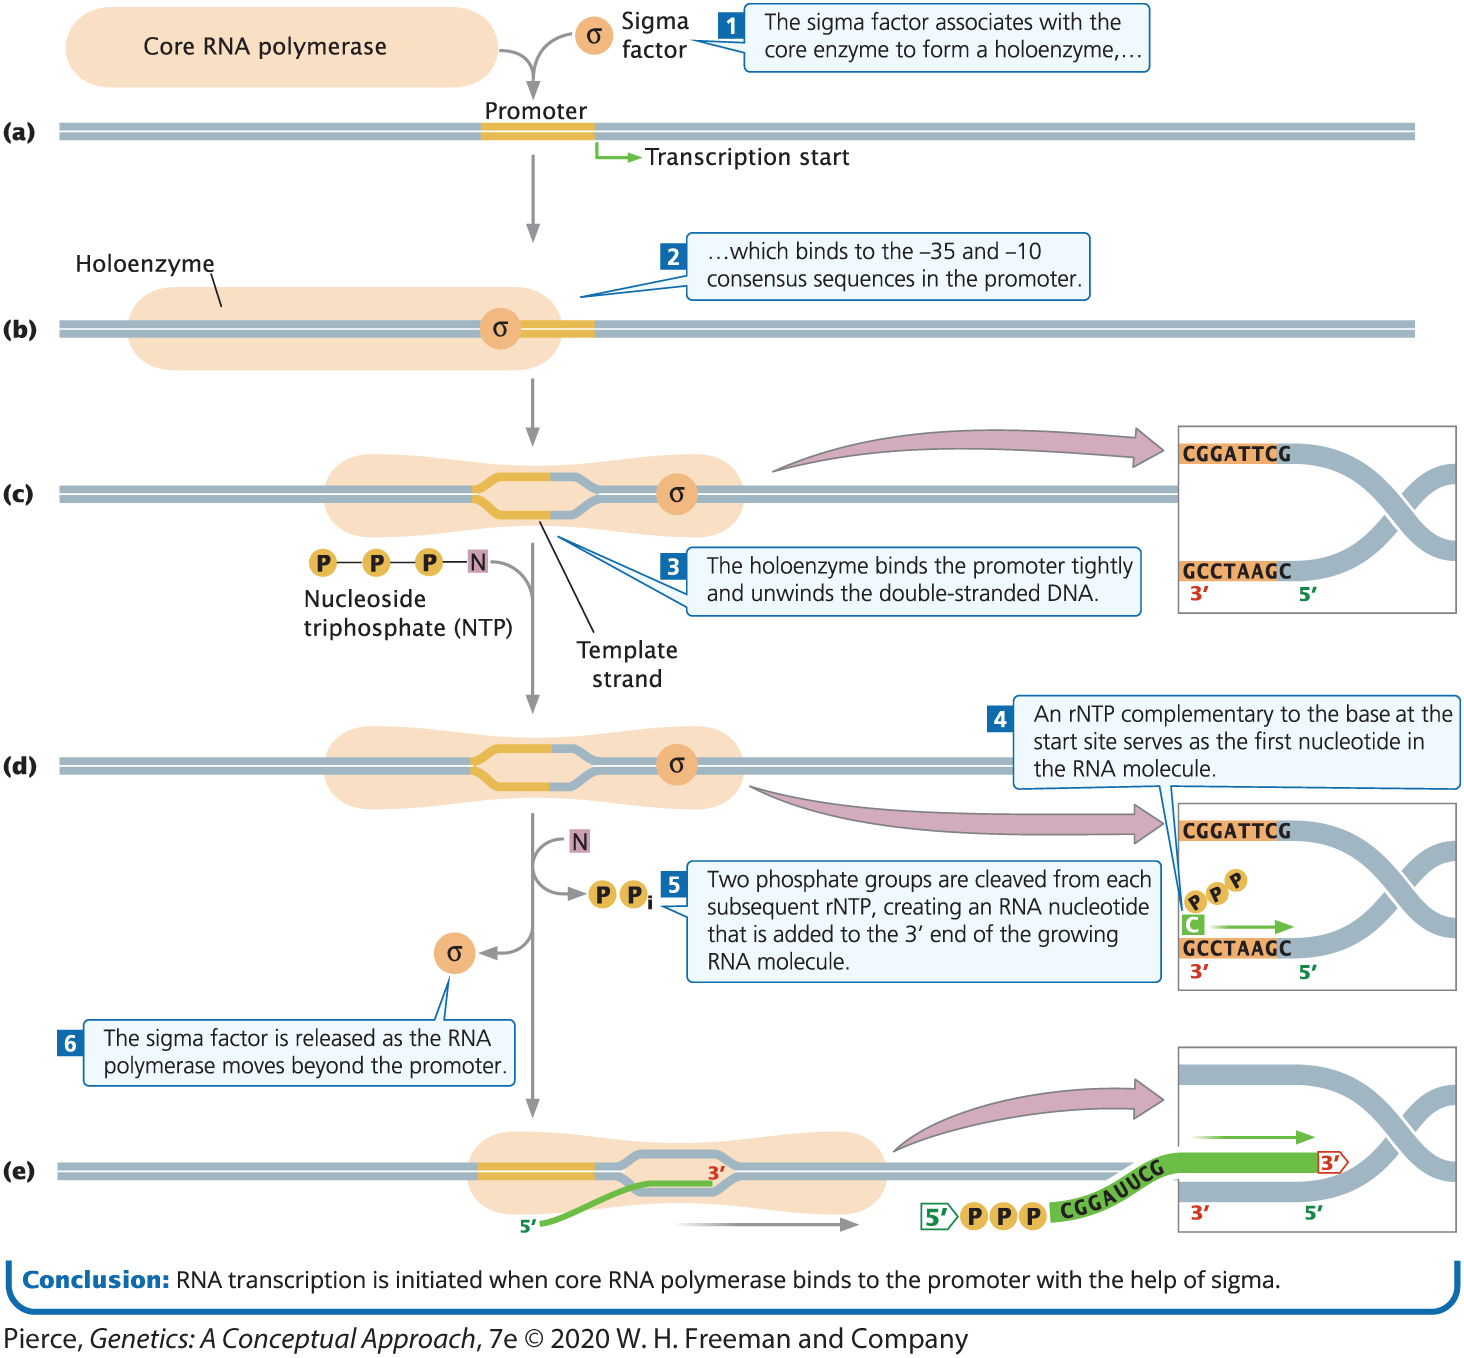 Core RNA polymerase
σ
Sigma
factor
1
The sigma factor associates with the
core enzyme to form a holoenzyme,…
Promoter
(a)
Transcription start
Holoenzyme
2
…which binds to the –35 and –10
consensus sequences in the promoter.
(b)
σ
(c)
σ
CGGATTCG
GCCTAAGC
3′ 5′
P P P N
Nucleoside
triphosphate (NTP)
3
The holoenzyme binds the promoter tightly
and unwinds the double-stranded DNA.
Template
strand
4
An rNTP complementary to the base at the
start site serves as the first nucleotide in
the RNA molecule.
(d)
σ
CGGATTCG
P P P
C
GCCTAAGC
3′ 5′
N
P Pi
5
Two phosphate groups are cleaved from each
subsequent rNTP, creating an RNA nucleotide
that is added to the 3′ end of the growing
RNA molecule.
σ
6
The sigma factor is released as the RNA
polymerase moves beyond the promoter.
(e)
3′
5′
5′ P P P CGGAUUCG 3′
3′ 5′
Conclusion: RNA transcription is initiated when core RNA polymerase binds to the promoter with the help of sigma.
Pierce, Genetics: A Conceptual Approach, 7e © 2020 W. H. Freeman and Company